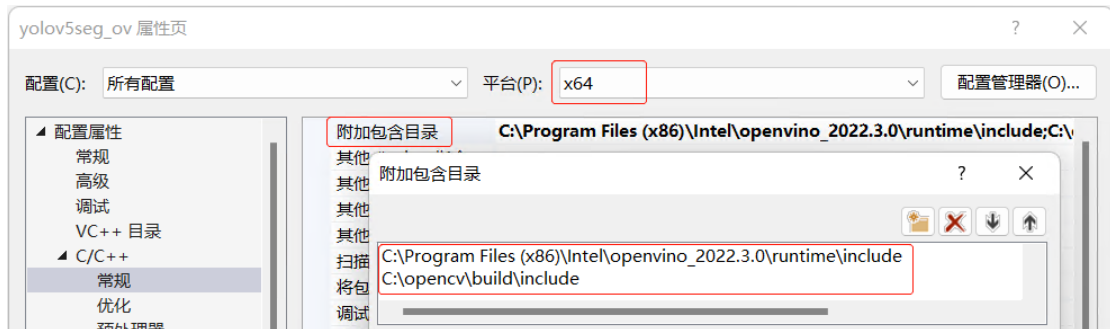 yolov5seg_ov 属性页
配置(C): 所有配置 平台(P): x64 配置管理器(O)...
配置属性
常规
高级
调试
VC++ 目录
C/C++
常规
优化
预处理器
附加包含目录 C:\Program Files (x86)\Intel\openvino_2022.3.0\runtime\include;C:\
其他
其他
其他
其他
扫描
将包
调试
附加包含目录
C:\Program Files (x86)\Intel\openvino_2022.3.0\runtime\include
C:\opencv\build\include